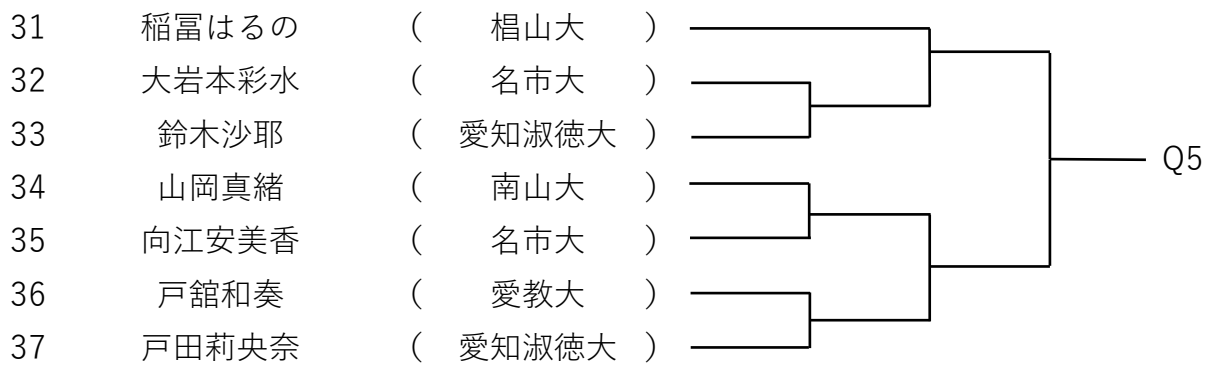 31 稲冨はるの ( 椙山大 )
32 大岩本彩水 ( 名市大 )
33 鈴木沙耶 ( 愛知淑徳大 )
Q5
34 山岡真緒 ( 南山大 )
35 向江安美香 ( 名市大 )
36 戸舘和奏 ( 愛教大 )
37 戸田莉央奈 ( 愛知淑徳大 )